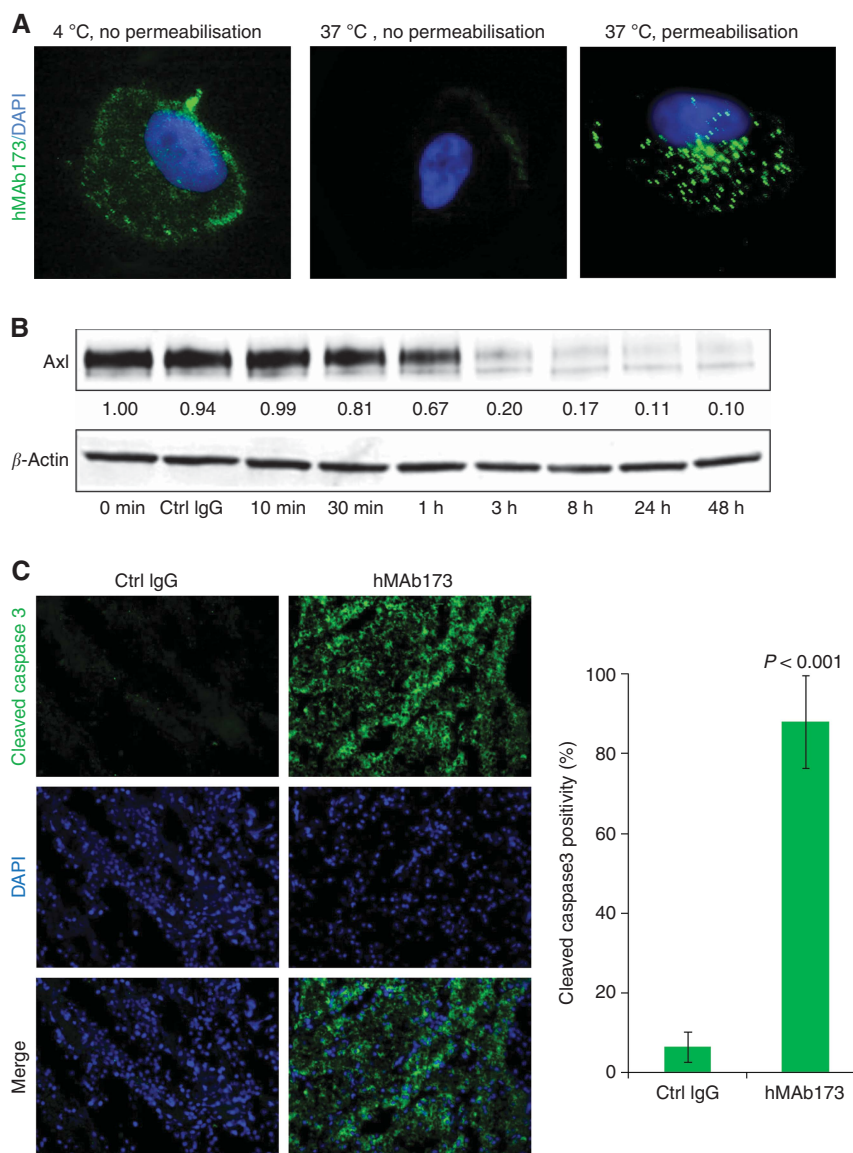 A
4 °C, no permeabilisation
37 °C , no permeabilisation
37 °C, permeabilisation
hMAb173/DAPI
B
Axl
1.00 0.94 0.99 0.81 0.67 0.20 0.17 0.11 0.10
β-Actin
0 min Ctrl IgG 10 min 30 min 1 h 3 h 8 h 24 h 48 h
C
Ctrl IgG
hMAb173
Cleaved caspase 3
DAPI
Merge
Cleaved caspase3 positivity (%)
100
80
60
40
20
0
P < 0.001
Ctrl IgG
hMAb173